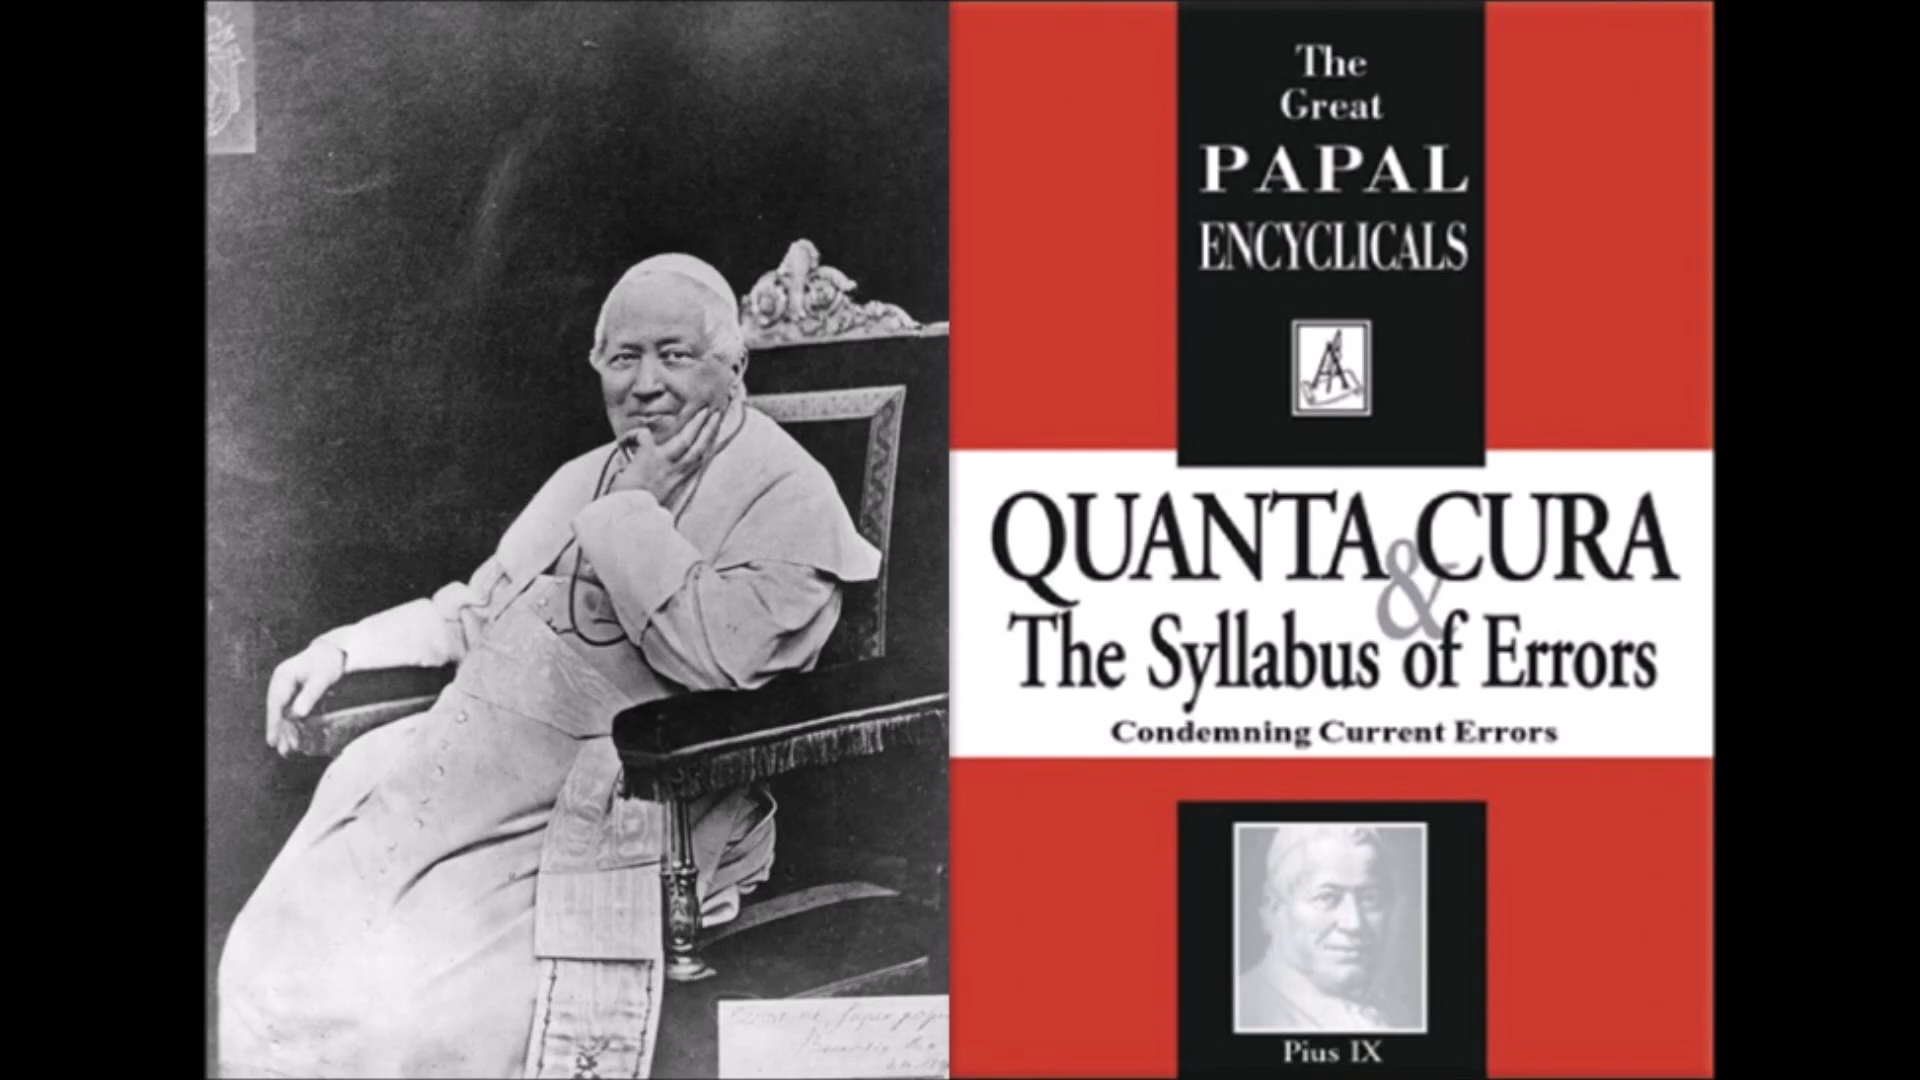 The
Great
PAPAL
ENCYCLICALS
QUANTA CURA
&
The Syllabus of Errors
Condemning Current Errors
Pius IX